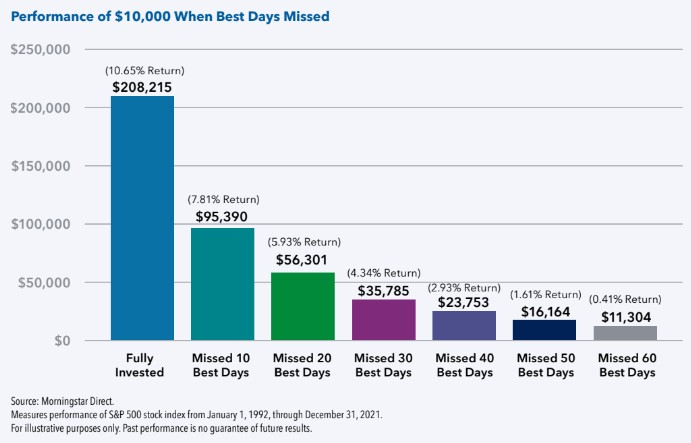 Performance of $10,000 When Best Days Missed
$250,000
$200,000
$150,000
$100,000
$50,000
$0
(10.65% Return)
$208,215
(7.81% Return)
$95,390
(5.93% Return)
$56,301
(4.34% Return)
$35,785
(2.93% Return)
$23,753
(1.61% Return)
$16,164
(0.41% Return)
$11,304
Fully
Invested
Missed 10
Best Days
Missed 20
Best Days
Missed 30
Best Days
Missed 40
Best Days
Missed 50
Best Days
Missed 60
Best Days
Source: Morningstar Direct.
Measures performance of S&P 500 stock index from January 1, 1992, through December 31, 2021.
For illustrative purposes only. Past performance is no guarantee of future results.